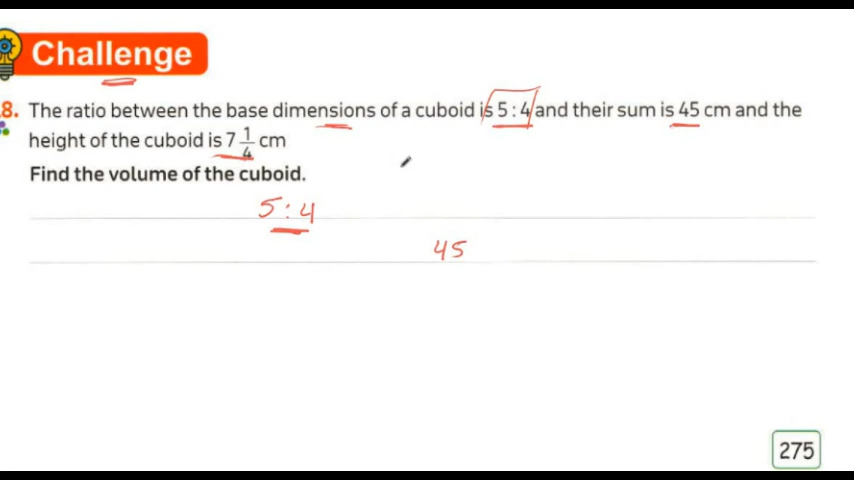 Challenge
8. The ratio between the base dimensions of a cuboid is 5 : 4 and their sum is 45 cm and the
height of the cuboid is 7 1/4 cm
Find the volume of the cuboid.
5 : 4
45
275